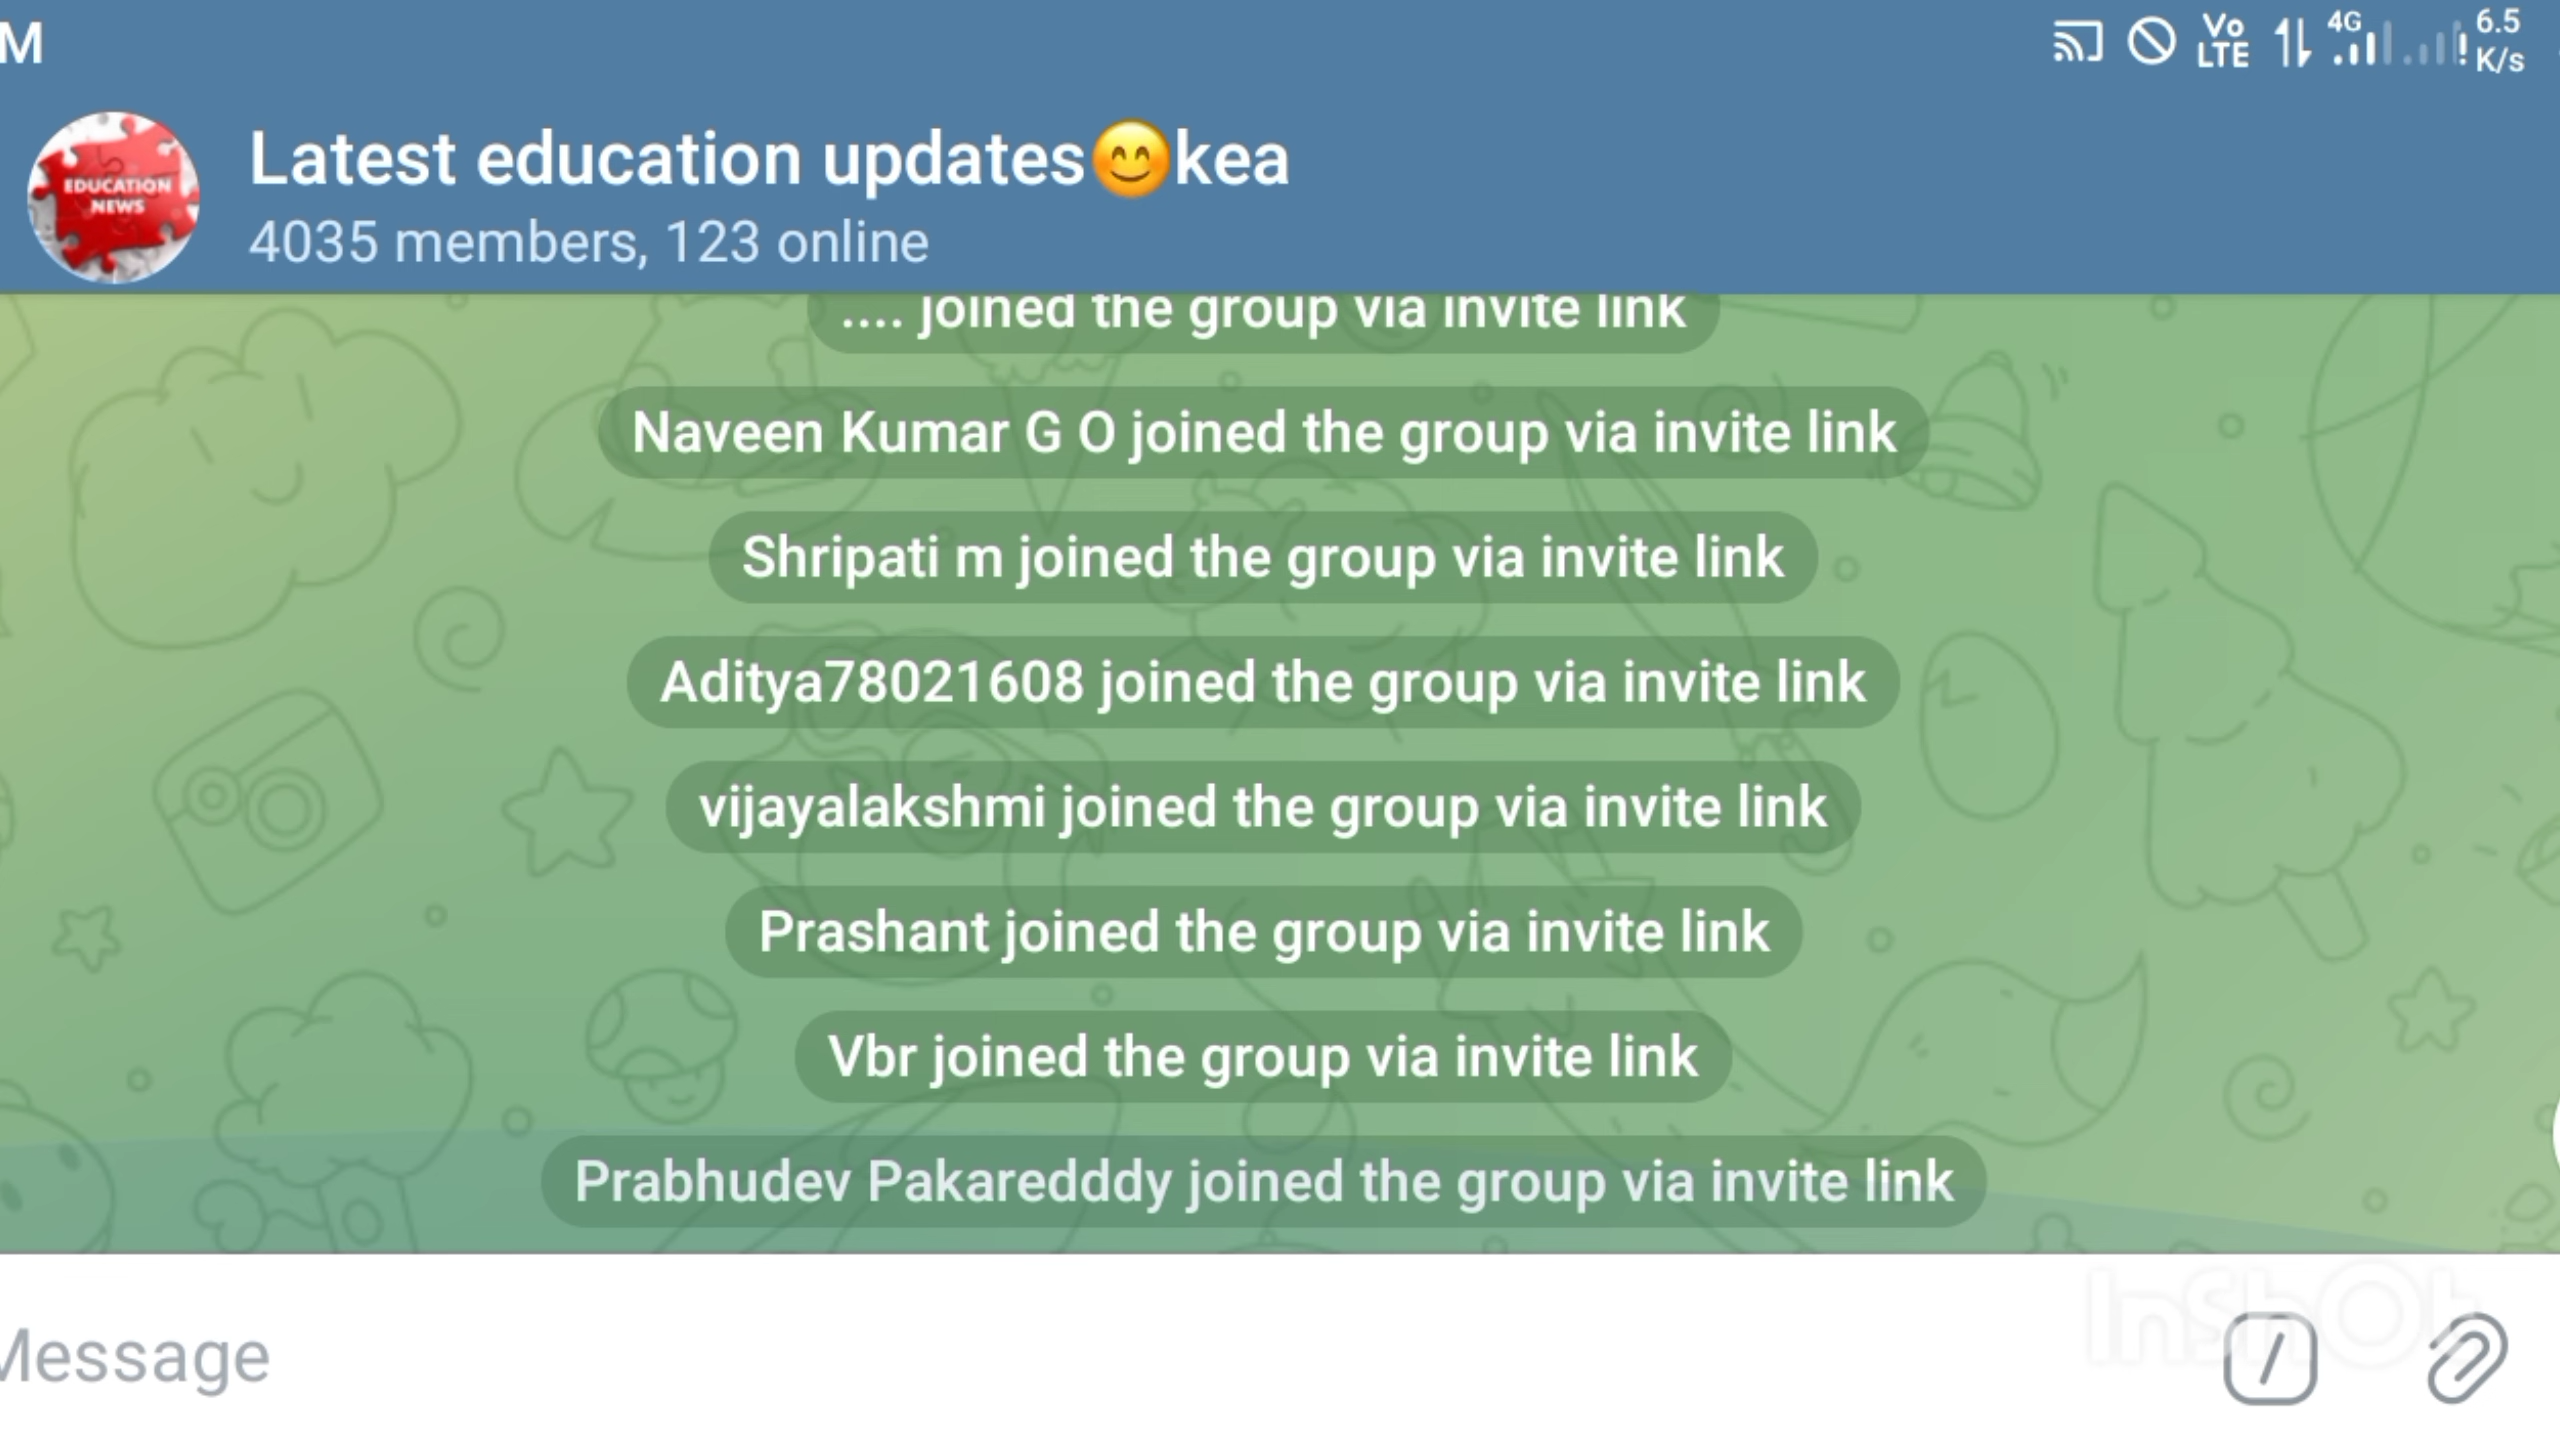 M
Vo
LTE
4G
6.5
K/s
EDUCATION
NEWS
Latest education updates😊kea
4035 members, 123 online
.... joined the group via invite link
Naveen Kumar G O joined the group via invite link
Shripati m joined the group via invite link
Aditya78021608 joined the group via invite link
vijayalakshmi joined the group via invite link
Prashant joined the group via invite link
Vbr joined the group via invite link
Prabhudev Pakaredddy joined the group via invite link
Message
InShOt